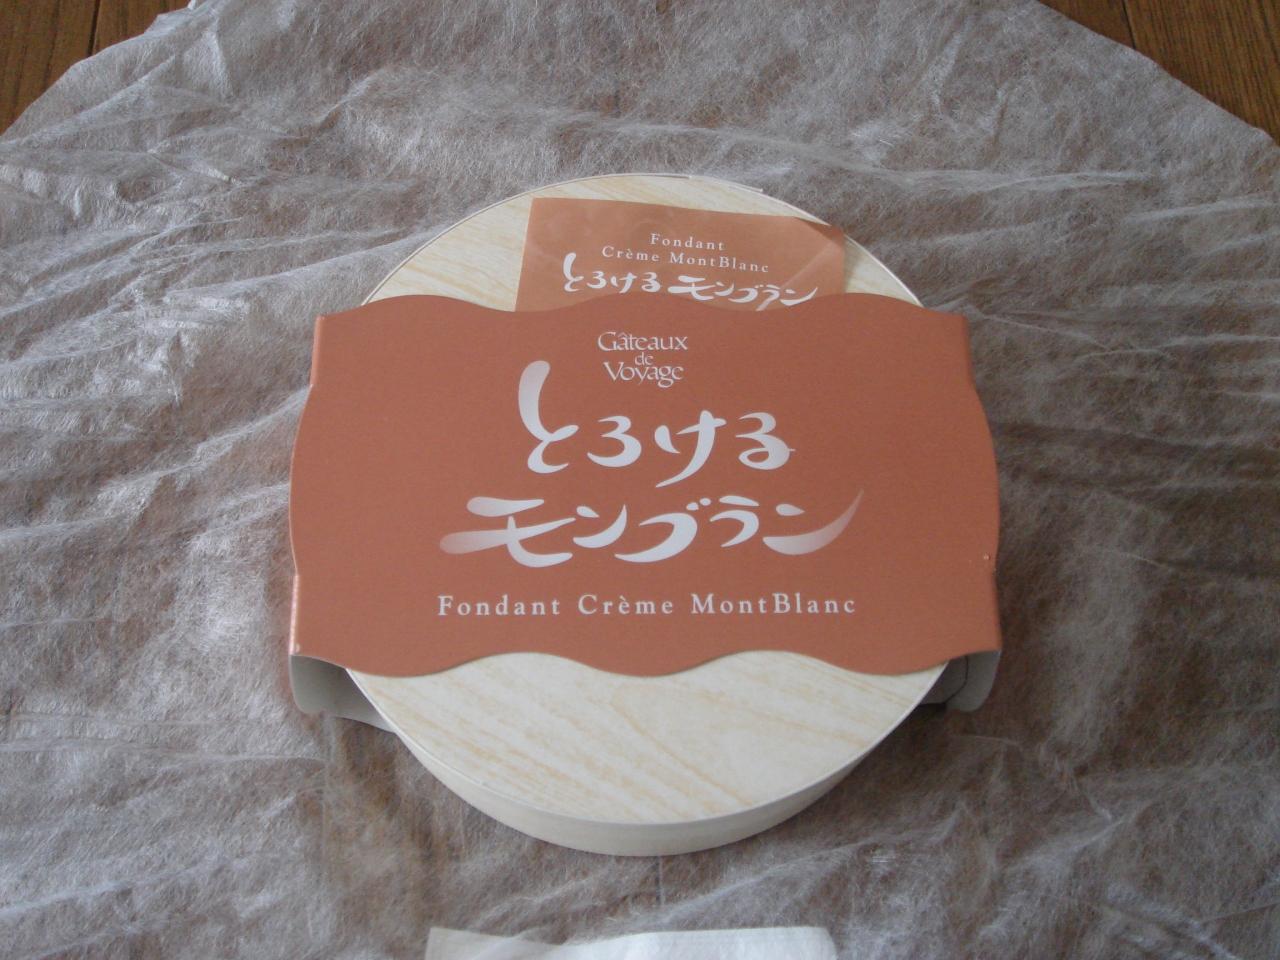 Fondant
Crème MontBlanc
とろける モンブラン
Gâteaux
de
Voyage
とろける
モンブラン
Fondant Crème MontBlanc